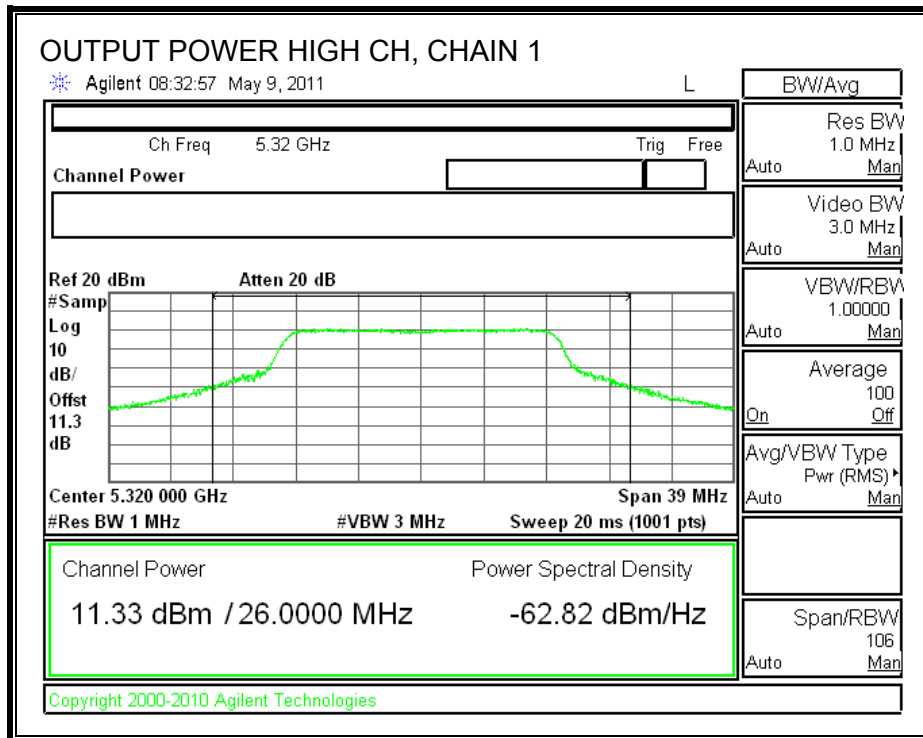 OUTPUT POWER HIGH CH, CHAIN 1
Agilent 08:32:57 May 9, 2011 L
BW/Avg
Ch Freq 5.32 GHz Trig Free
Channel Power
Res BW
1.0 MHz
Auto Man
Video BW
3.0 MHz
Auto Man
VBW/RBW
1.00000
Auto Man
Average
100
On Off
Avg/VBW Type
Pwr (RMS)
Auto Man
Span/RBW
106
Auto Man
Ref 20 dBm Atten 20 dB
#Samp
Log
10
dB/
Offst
11.3
dB
Center 5.320 000 GHz Span 39 MHz
#Res BW 1 MHz #VBW 3 MHz Sweep 20 ms (1001 pts)
Channel Power Power Spectral Density
11.33 dBm / 26.0000 MHz -62.82 dBm/Hz
Copyright 2000-2010 Agilent Technologies